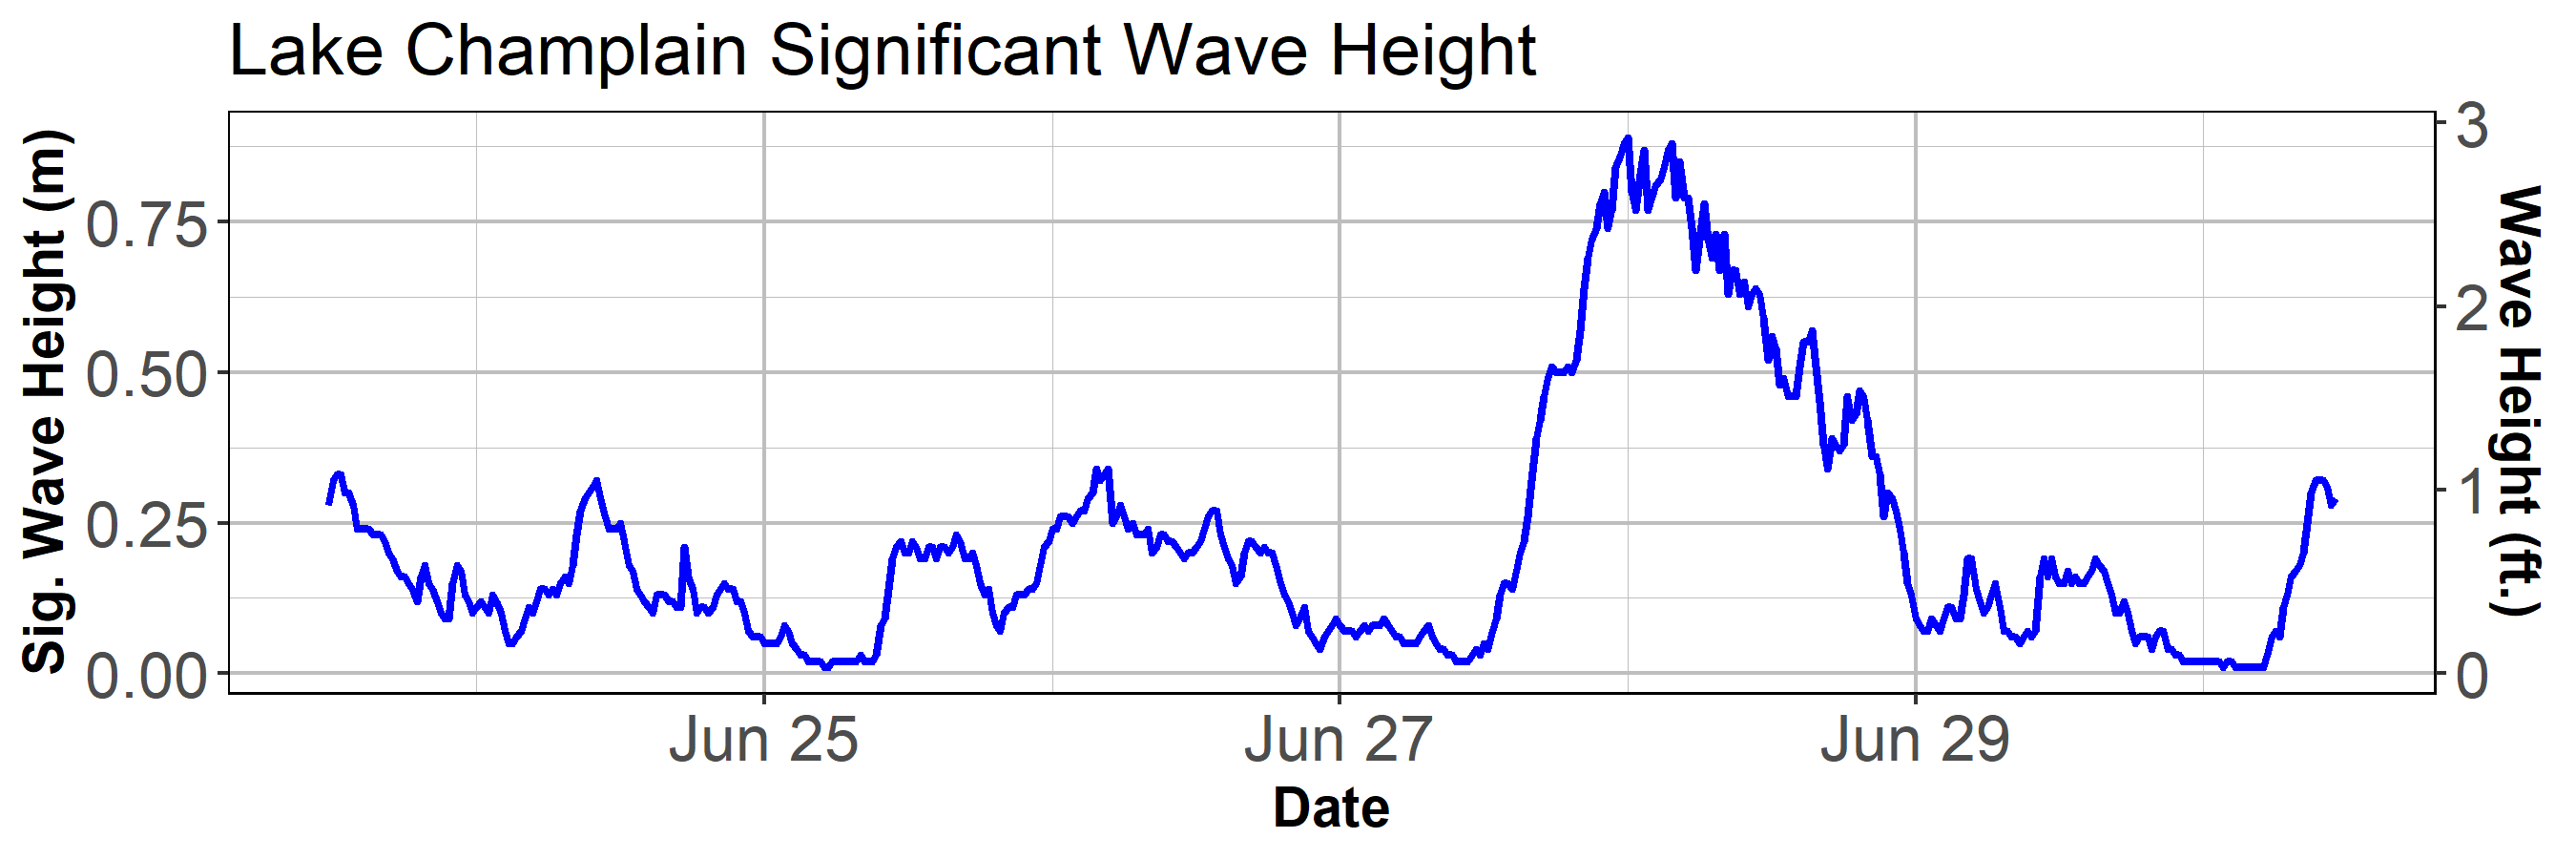 Lake Champlain Significant Wave Height
Sig. Wave Height (m)
0.75
0.50
0.25
0.00
3
2
1
0
Wave Height (ft.)
Jun 25
Jun 27
Jun 29
Date